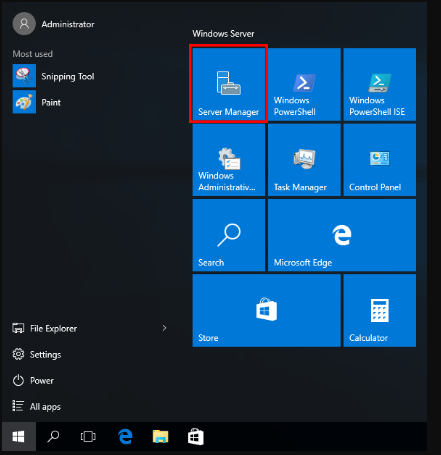 Administrator
Most used
Snipping Tool
Paint
File Explorer
Settings
Power
All apps
Windows Server
Server Manager
Windows
PowerShell
Windows
PowerShell ISE
Windows
Administrativ...
Task Manager
Control Panel
Search
Microsoft Edge
Store
Calculator